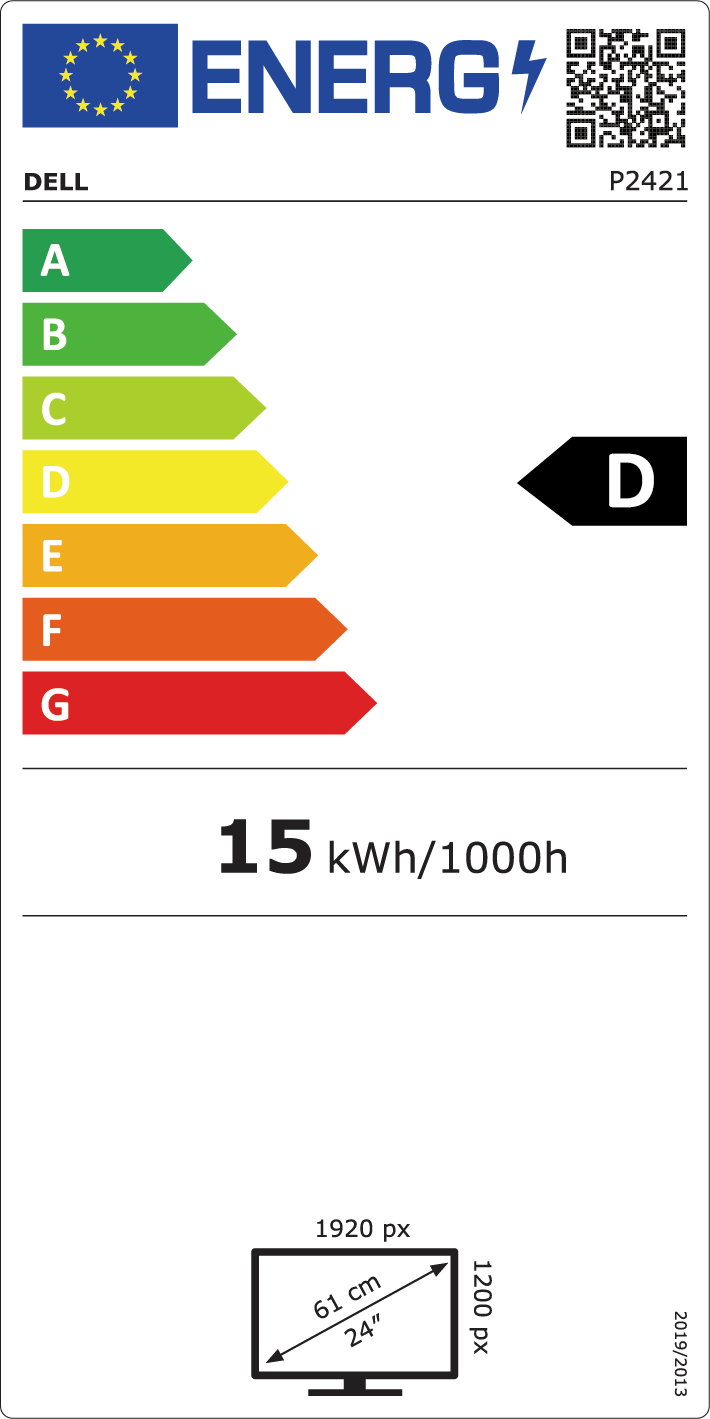 ENERG
DELL
P2421
A
B
C
D
D
E
F
G
15 kWh/1000h
1920 px
1200 px
61 cm
24"
2019/2013